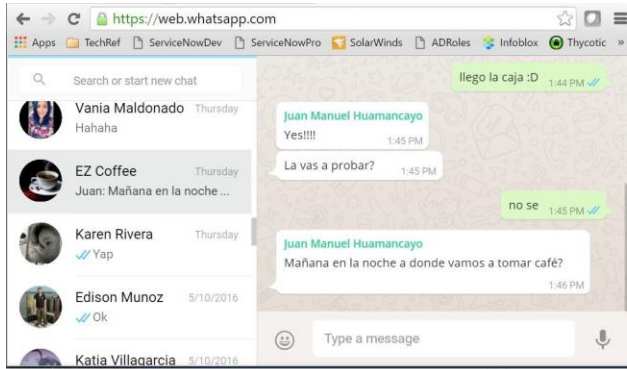 https://web.whatsapp.com
Apps TechRef ServiceNowDev ServiceNowPro SolarWinds ADRoles Infoblox Thycotic »
Search or start new chat
Vania Maldonado Thursday
Hahaha
EZ Coffee Thursday
Juan: Mañana en la noche ...
Karen Rivera Thursday
Yap
Edison Munoz 5/10/2016
Ok
Katia Villagarcia 5/10/2016
llego la caja :D 1:44 PM
Juan Manuel Huamancayo
Yes!!!!
1:45 PM
La vas a probar? 1:45 PM
no se 1:45 PM
Juan Manuel Huamancayo
Mañana en la noche a donde vamos a tomar café?
1:46 PM
Type a message